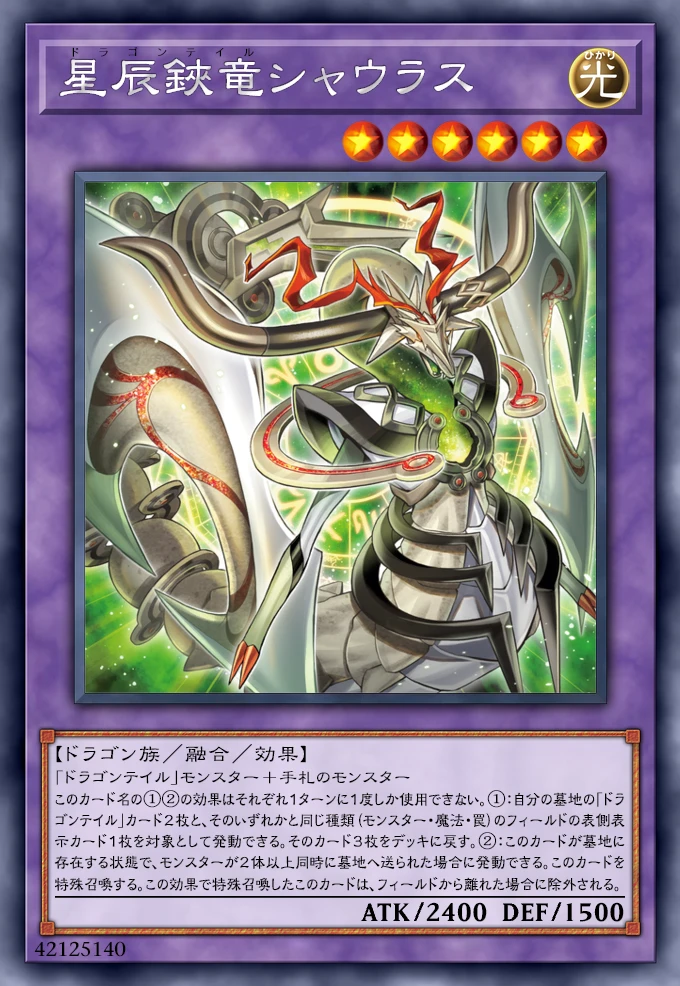 ドラゴンテイル
星辰鋏竜シャウラス
ひかり
光
【ドラゴン族／融合／効果】
「ドラゴンテイル」モンスター＋手札のモンスター
このカード名の①②の効果はそれぞれ１ターンに１度しか使用できない。①：自分の墓地の「ドラ
ゴンテイル」カード２枚と、そのいずれかと同じ種類（モンスター・魔法・罠）のフィールドの表側表
示カード１枚を対象として発動できる。そのカード３枚をデッキに戻す。②：このカードが墓地に
存在する状態で、モンスターが２体以上同時に墓地へ送られた場合に発動できる。このカードを
特殊召喚する。この効果で特殊召喚したこのカードは、フィールドから離れた場合に除外される。
ATK/2400 DEF/1500
42125140